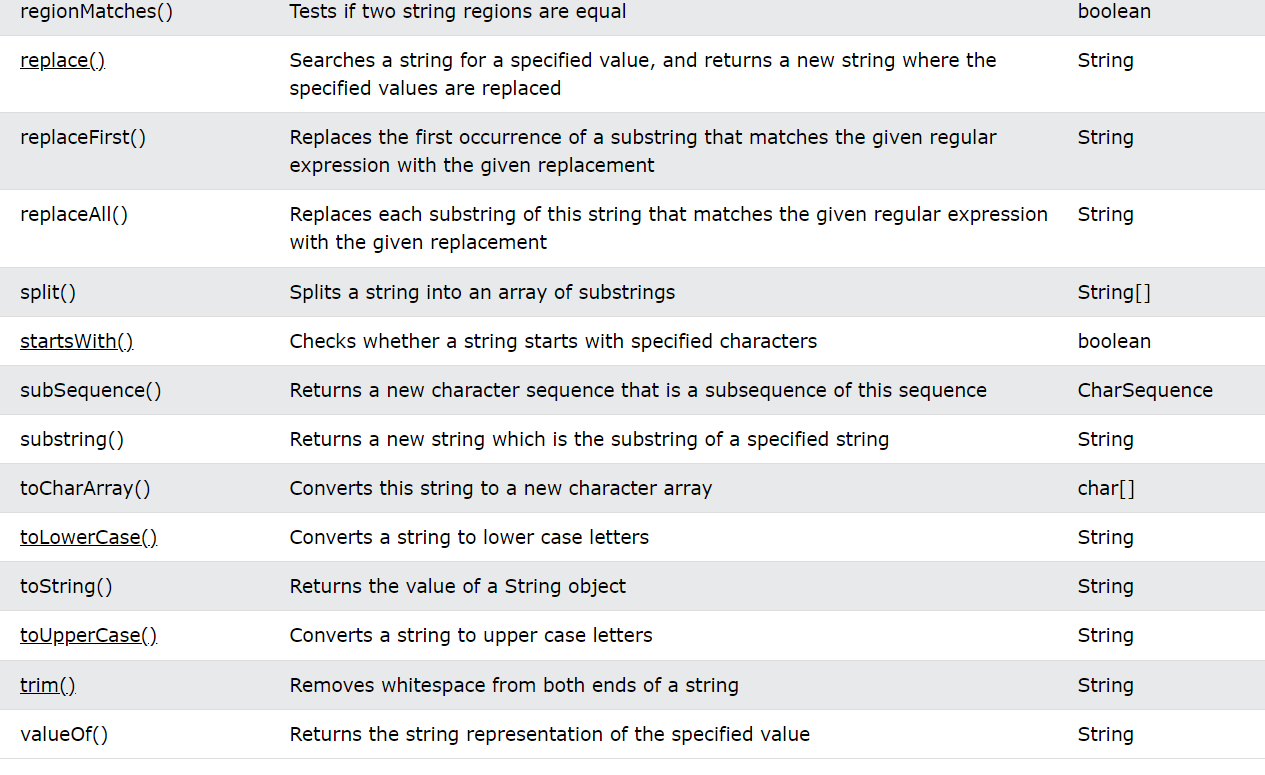 regionMatches() Tests if two string regions are equal boolean
replace() Searches a string for a specified value, and returns a new string where the String
specified values are replaced
replaceFirst() Replaces the first occurrence of a substring that matches the given regular String
expression with the given replacement
replaceAll() Replaces each substring of this string that matches the given regular expression String
with the given replacement
split() Splits a string into an array of substrings String[]
startsWith() Checks whether a string starts with specified characters boolean
subSequence() Returns a new character sequence that is a subsequence of this sequence CharSequence
substring() Returns a new string which is the substring of a specified string String
toCharArray() Converts this string to a new character array char[]
toLowerCase() Converts a string to lower case letters String
toString() Returns the value of a String object String
toUpperCase() Converts a string to upper case letters String
trim() Removes whitespace from both ends of a string String
valueOf() Returns the string representation of the specified value String